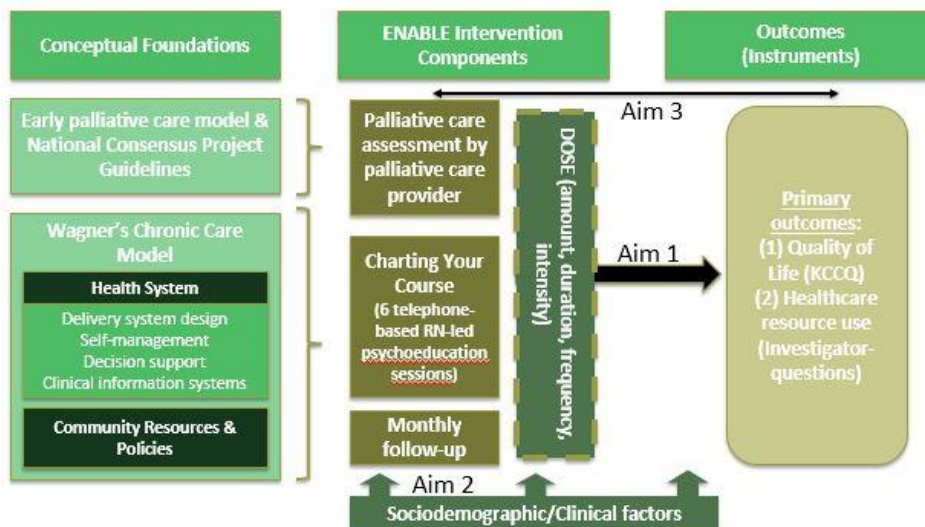 Conceptual Foundations
ENABLE Intervention
Components
Outcomes
(Instruments)
Early palliative care model &
National Consensus Project
Guidelines
Wagner's Chronic Care
Model
Health System
Delivery system design
Self-management
Decision support
Clinical information systems
Community Resources &
Policies
Palliative care
assessment by
palliative care
provider
Charting Your
Course
(6 telephone-
based RN-led
psychoeducation
sessions)
Monthly
follow-up
DOSE (amount, duration, frequency,
intensity)
Aim 3
Aim 1
Primary
outcomes:
(1) Quality of
Life (KCCQ)
(2) Healthcare
resource use
(Investigator-
questions)
Aim 2
Sociodemographic/Clinical factors